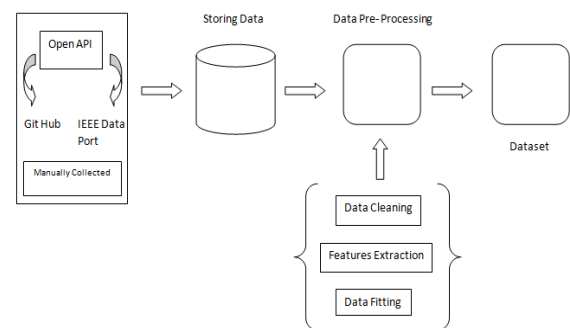 Storing Data
Data Pre-Processing
Open API
Git Hub
IEEE Data
Port
Manually Collected
Dataset
Data Cleaning
Features Extraction
Data Fitting